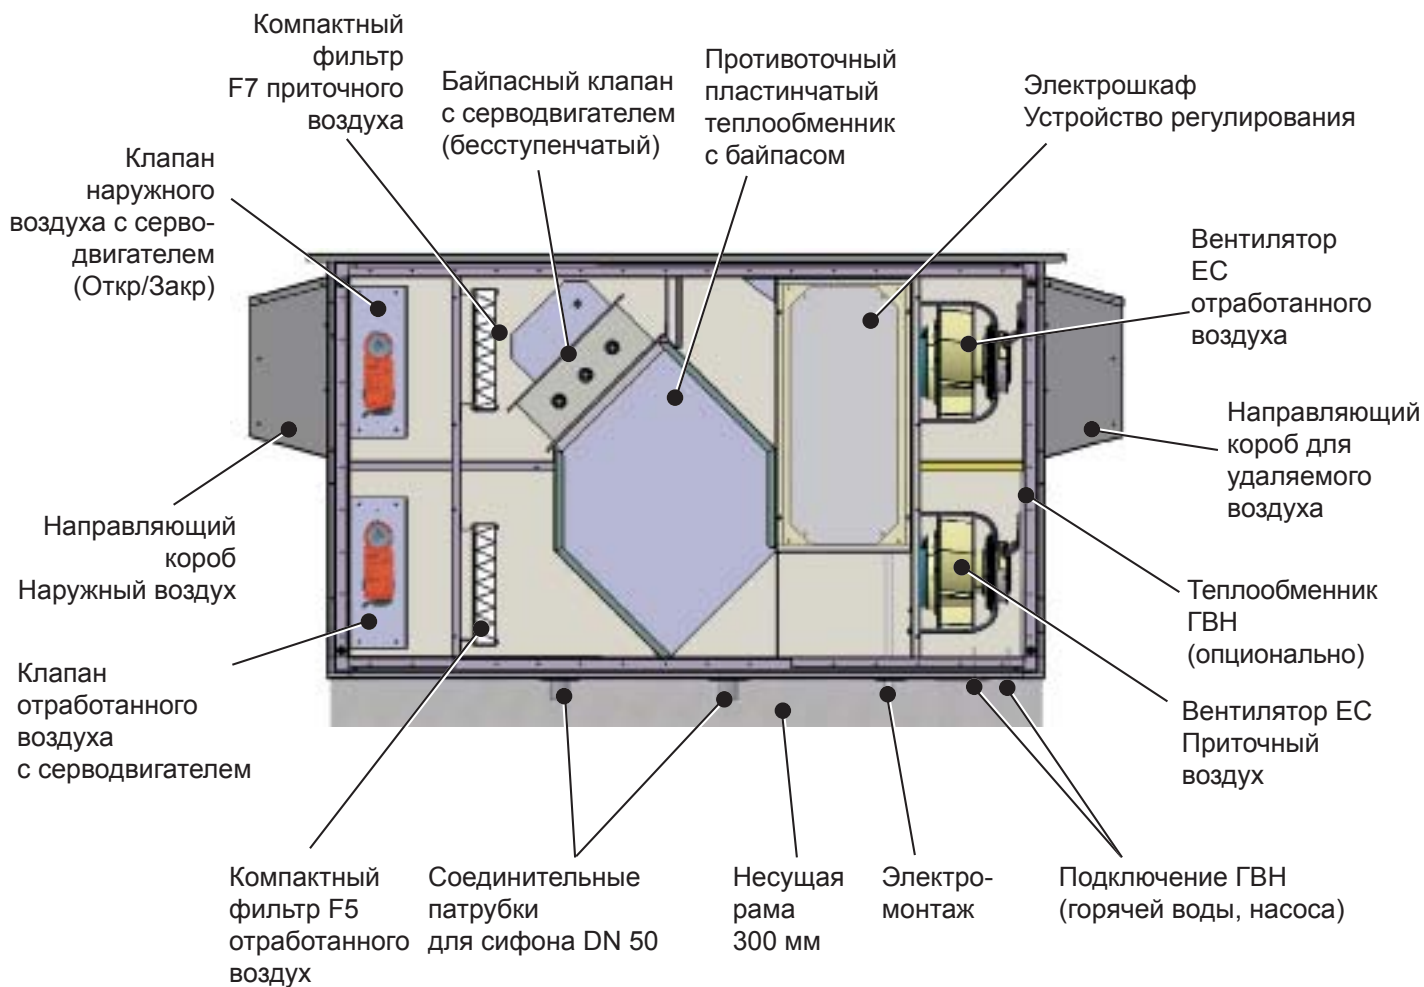 Компактный
фильтр
F7 приточного
воздуха
Байпасный клапан
с серводвигателем
(бесступенчатый)
Противоточный
пластинчатый
теплообменник
с байпасом
Электрошкаф
Устройство регулирования
Клапан
наружного
воздуха с серво-
двигателем
(Откр/Закр)
Вентилятор
ЕС
отработанного
воздуха
Направляющий
короб для
удаляемого
воздуха
Направляющий
короб
Наружный воздух
Теплообменник
ГВН
(опционально)
Клапан
отработанного
воздуха
с серводвигателем
Вентилятор ЕС
Приточный
воздух
Компактный
фильтр F5
отработанного
воздух
Соединительные
патрубки
для сифона DN 50
Несущая
рама
300 мм
Электро-
монтаж
Подключение ГВН
(горячей воды, насоса)